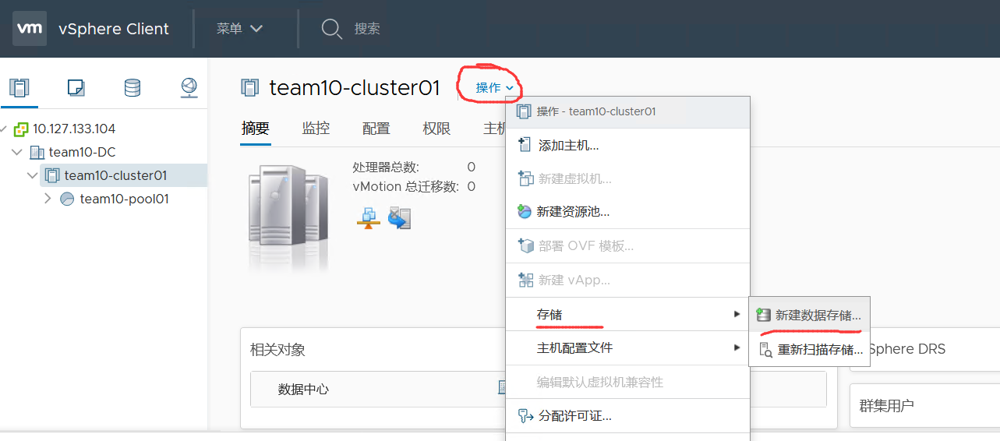 vm vSphere Client 菜单 搜索
team10-cluster01 操作
10.127.133.104
team10-DC
team10-cluster01
team10-pool01
摘要 监控 配置 权限 主机
处理器总数: 0
vMotion 总迁移数: 0
操作 - team10-cluster01
添加主机...
新建虚拟机...
新建资源池...
部署 OVF 模板...
新建 vApp...
存储
新建数据存储...
重新扫描存储...
主机配置文件
编辑默认虚拟机兼容性
分配许可证...
相关对象
数据中心
Sphere DRS
群集用户